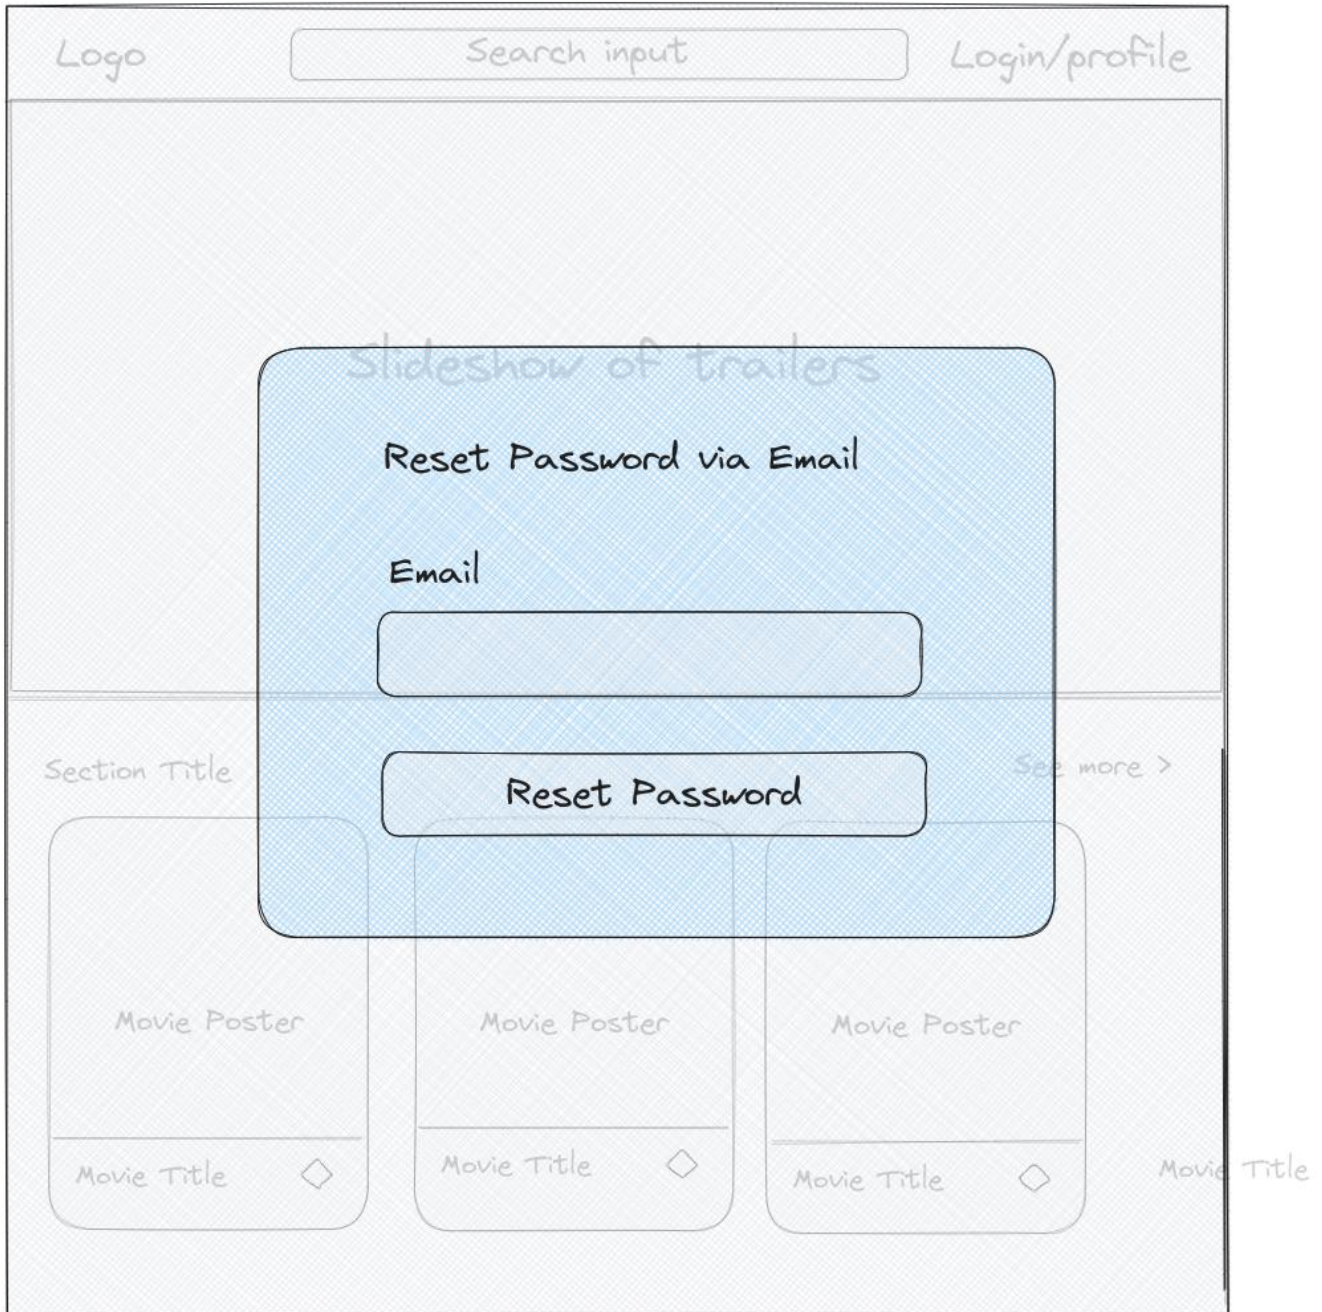 Logo
Search input
Login/profile
Slideshow of trailers
Reset Password via Email
Email
Reset Password
Section Title
See more >
Movie Poster
Movie Poster
Movie Poster
Movie Title
Movie Title
Movie Title
Movie Title